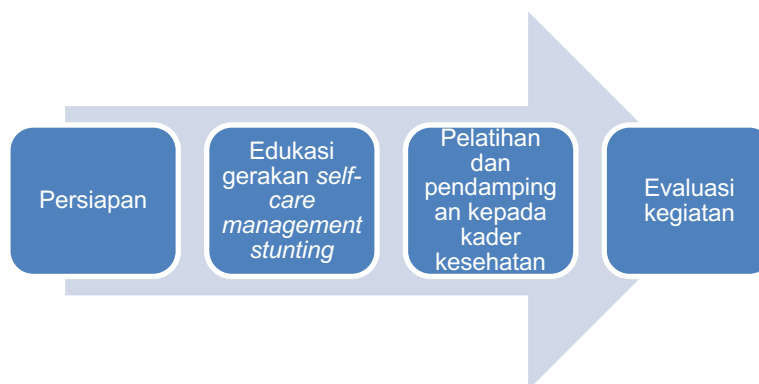 Persiapan
Edukasi
gerakan self-
care
management
stunting
Pelatihan
dan
pendamping
an kepada
kader
kesehatan
Evaluasi
kegiatan